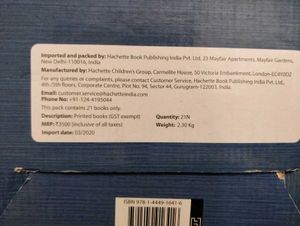 Imported and packed by: Hachette Book Publishing India Pvt. Ltd. 23 Mayfair Apartments, Mayfair Gardens,
New Delhi-110016, India
Manufactured by: Hachette Children's Group, Carmelite House, 50 Victoria Embankment, London-EC4Y0DZ
For any queries or complaints, please contact: Customer Service, Hachette Book Publishing India Pvt. Ltd.,
4th/5th floors, Corporate Centre, Plot No. 94, Sector 44, Gurugram-122003, India
Email: customer.service@hachetteindia.com
Phone No: +91-124-4195044
This pack contains 21 books only.
Description: Printed books (GST exempt) Quantity: 21N
MRP: ₹3500 (inclusive of all taxes) Weight: 2.30 Kg
Import: 03/2020
ISBN 978-1-4449-1641-6